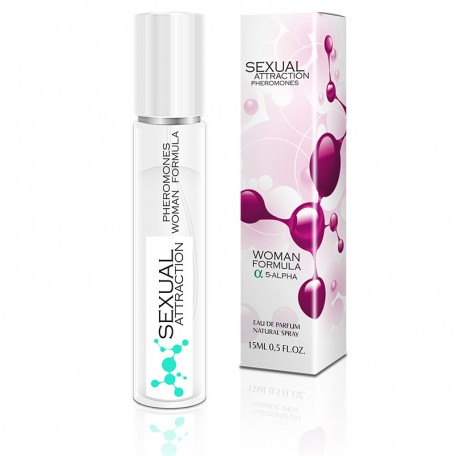 SEXUAL
ATTRACTION
PHEROMONES
WOMAN FORMULA
SEXUAL
ATTRACTION
PHEROMONES
WOMAN
FORMULA
α 5-ALPHA
EAU DE PARFUM
NATURAL SPRAY
15ML 0.5 FL.OZ.